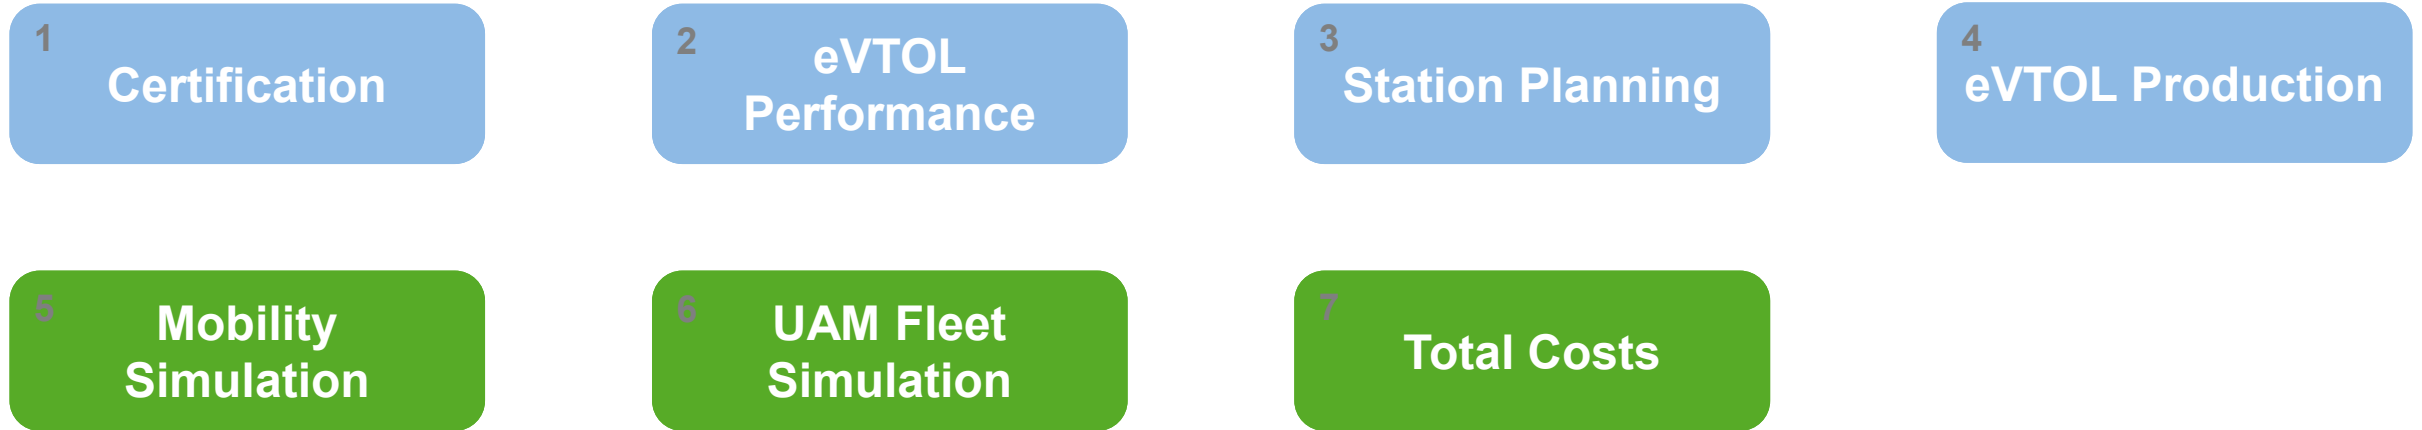 1
Certification
2
eVTOL
Performance
3
Station Planning
4
eVTOL Production
5
Mobility
Simulation
6
UAM Fleet
Simulation
7
Total Costs